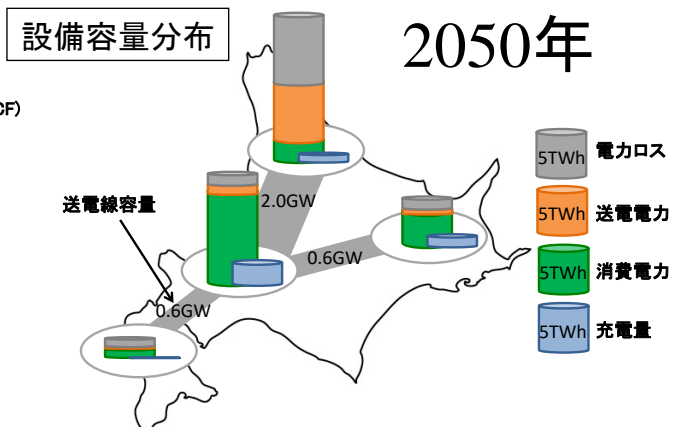 設備容量分布
2050年
CF)
送電線容量
2.0GW
0.6GW
0.6GW
5TWh 電力ロス
5TWh 送電電力
5TWh 消費電力
5TWh 充電量